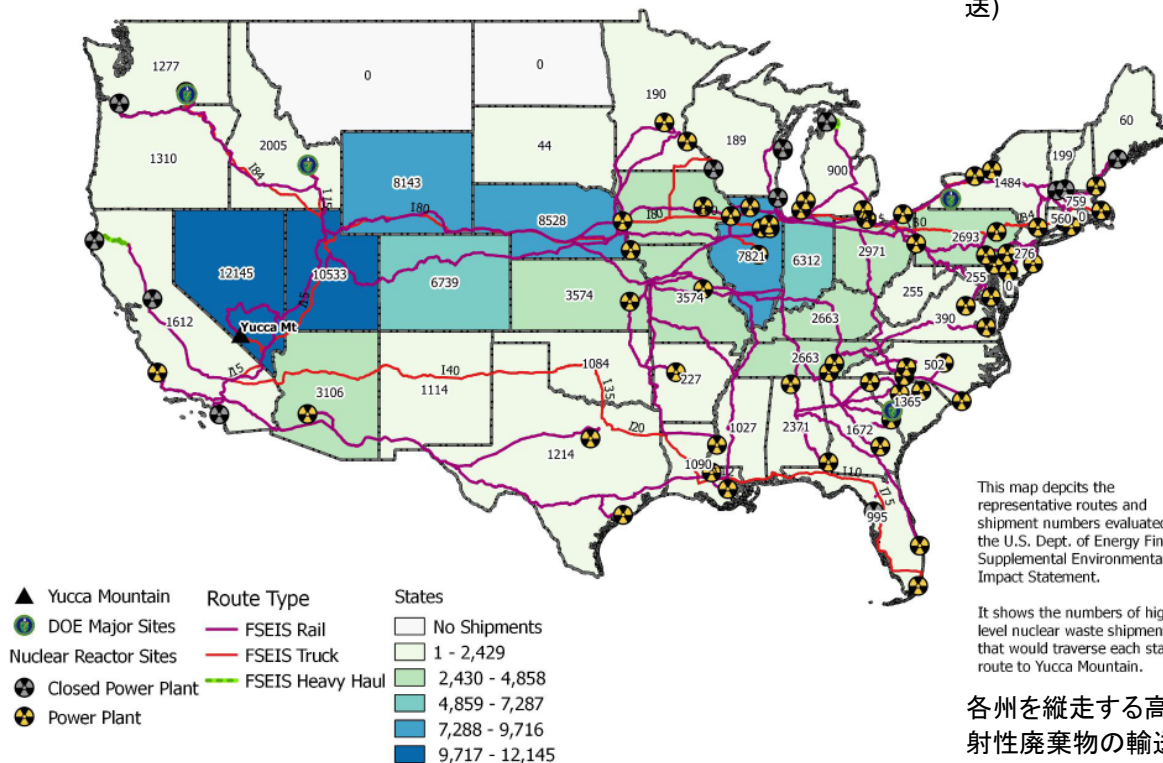 送)
1277
0
0
190
60
1310
2005
44
189
199
I84
I15
900
1484
759
8143
I80
8528
I80
I80
I84
560
0
2693
12145
10533
6739
7821
6312
2971
276
I15
3574
3574
255
255
0
Yucca Mt
1612
2663
390
I15
I40
1084
2663
502
3106
1114
I35
227
1365
I20
1027
2371
1672
1214
1090
I10
I75
995
This map depcits the
representative routes and
shipment numbers evaluated
the U.S. Dept. of Energy Fin
Supplemental Environmenta
Impact Statement.
It shows the numbers of hig
level nuclear waste shipmen
that would traverse each sta
route to Yucca Mountain.
各州を縦走する高
射性廃棄物の輸送
Yucca Mountain
DOE Major Sites
Nuclear Reactor Sites
Closed Power Plant
Power Plant
Route Type
FSEIS Rail
FSEIS Truck
FSEIS Heavy Haul
States
No Shipments
1 - 2,429
2,430 - 4,858
4,859 - 7,287
7,288 - 9,716
9,717 - 12,145